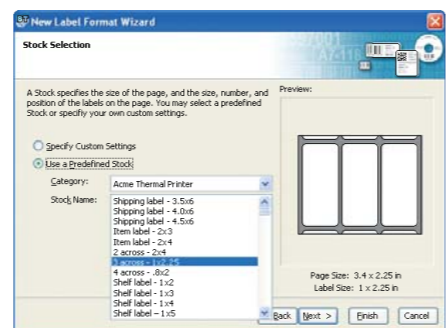 New Label Format Wizard
Stock Selection
A Stock specifies the size of the page, and the size, number, and
position of the labels on the page. You may select a predefined
Stock or specifiy your own custom settings.
Preview:
Specify Custom Settings
Use a Predefined Stock
Category:
Acme Thermal Printer
Stock Name:
Shipping label - 3.5x6
Shipping label - 4.0x6
Shipping label - 4.5x6
Item label - 2x3
Item label - 2x4
2 across - 2x4
3 across - 1x2.25
4 across - .8x2
Shelf label - 1x2
Shelf label - 1x3
Shelf label - 1x4
Shelf label - 1x5
Page Size: 3.4 x 2.25 in
Label Size: 1 x 2.25 in
Back
Next >
Finish
Cancel